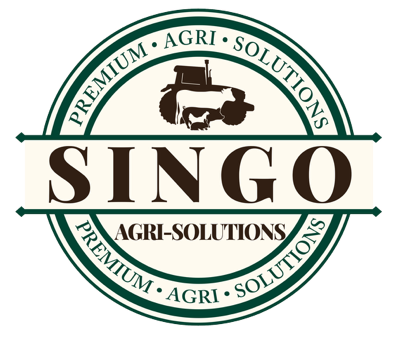 PREMIUM • AGRI • SOLUTIONS
SINGO
AGRI-SOLUTIONS
PREMIUM • AGRI • SOLUTIONS